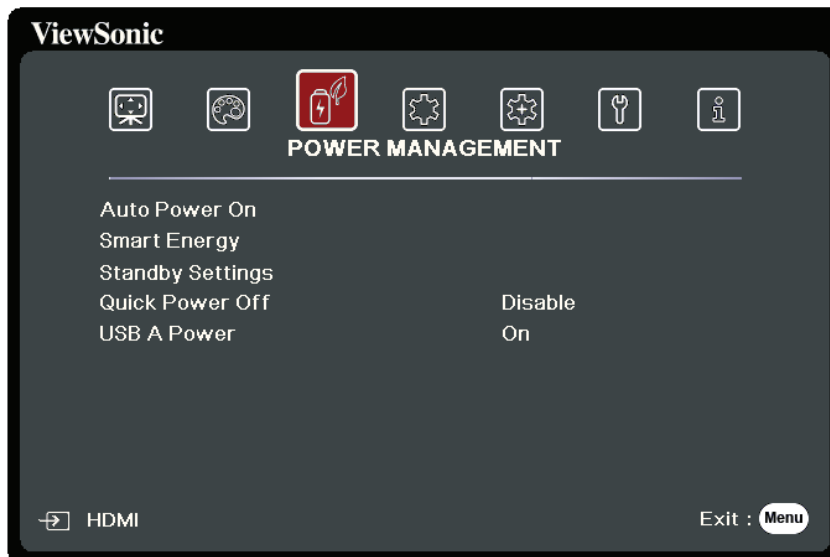 ViewSonic
POWER MANAGEMENT
Auto Power On
Smart Energy
Standby Settings
Quick Power Off Disable
USB A Power On
HDMI Exit : Menu